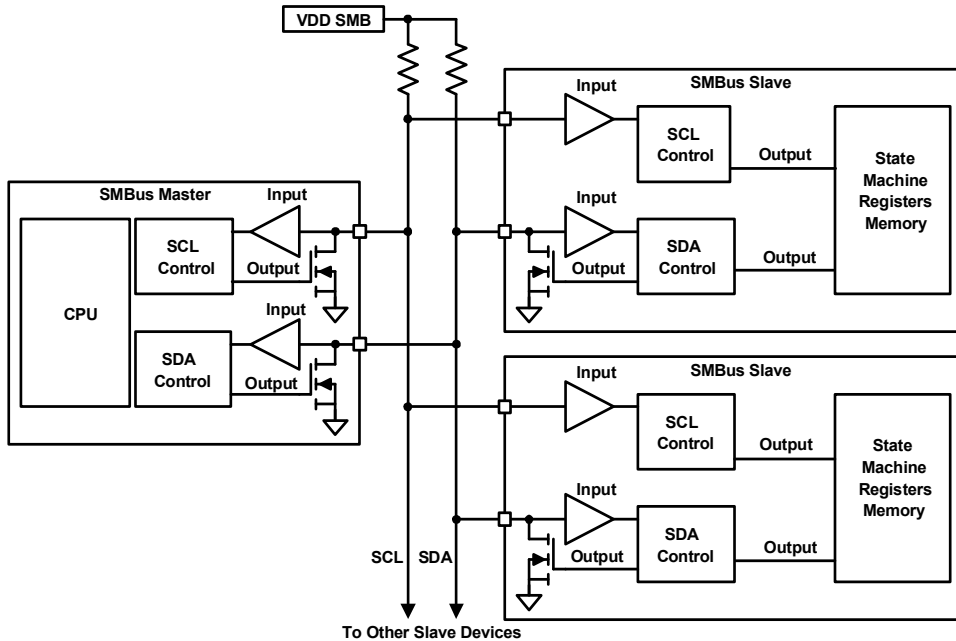 VDD SMB
SMBus Master
CPU
SCL
Control
Input
Output
SDA
Control
Input
Output
SCL
SDA
To Other Slave Devices
SMBus Slave
Input
SCL
Control
Output
Input
SDA
Control
Output
Output
State
Machine
Registers
Memory
SMBus Slave
Input
SCL
Control
Output
Input
SDA
Control
Output
Output
State
Machine
Registers
Memory